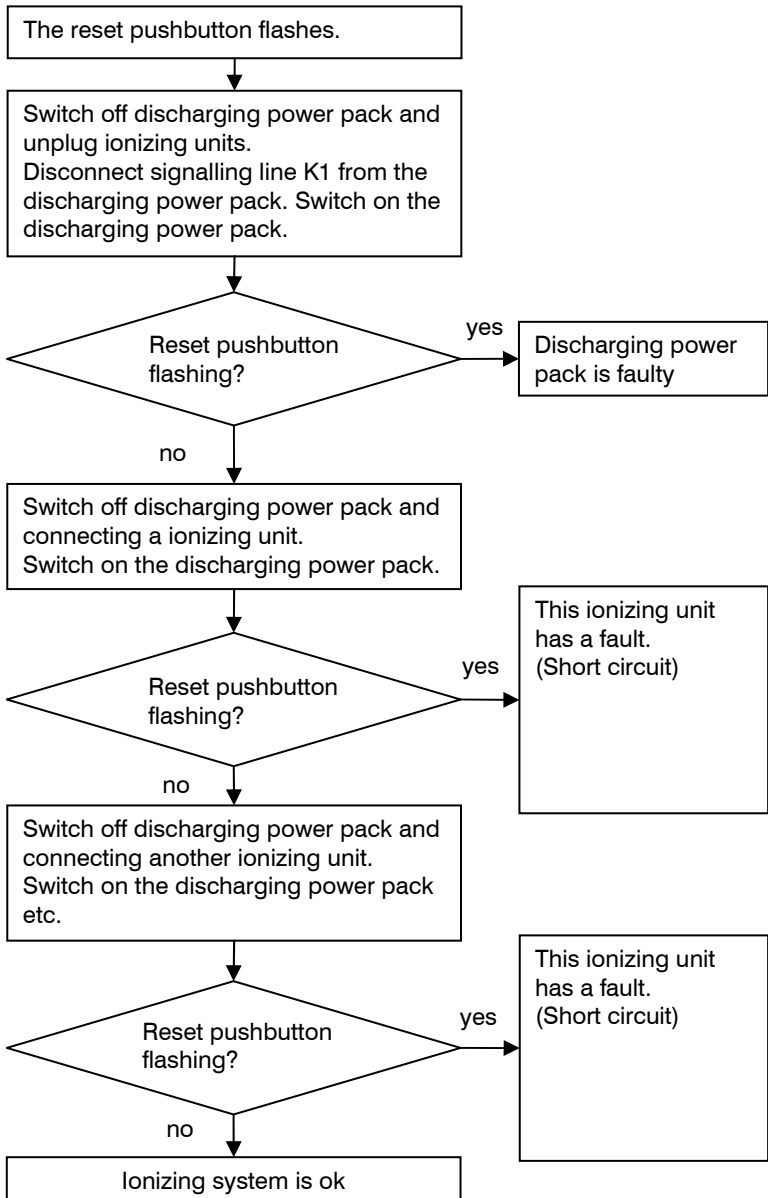 The reset pushbutton flashes.
Switch off discharging power pack and
unplug ionizing units.
Disconnect signalling line K1 from the
discharging power pack. Switch on the
discharging power pack.
Reset pushbutton
flashing?
yes
Discharging power
pack is faulty
no
Switch off discharging power pack and
connecting a ionizing unit.
Switch on the discharging power pack.
Reset pushbutton
flashing?
yes
This ionizing unit
has a fault.
(Short circuit)
no
Switch off discharging power pack and
connecting another ionizing unit.
Switch on the discharging power pack
etc.
Reset pushbutton
flashing?
yes
This ionizing unit
has a fault.
(Short circuit)
no
Ionizing system is ok